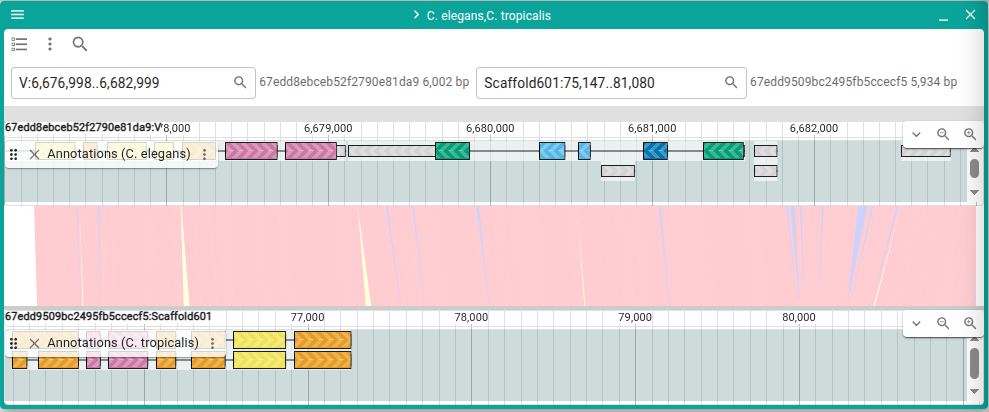 C. elegans,C. tropicalis
V:6,676,998..6,682,999
67edd8ebceb52f2790e81da9 6,002 bp
Scaffold601:75,147..81,080
67edd9509bc2495fb5ccecf5 5,934 bp
67edd8ebceb52f2790e81da9:V
8,000
6,679,000
6,680,000
6,681,000
6,682,000
Annotations (C. elegans)
67edd9509bc2495fb5ccecf5:Scaffold601
77,000
78,000
79,000
80,000
Annotations (C. tropicalis)